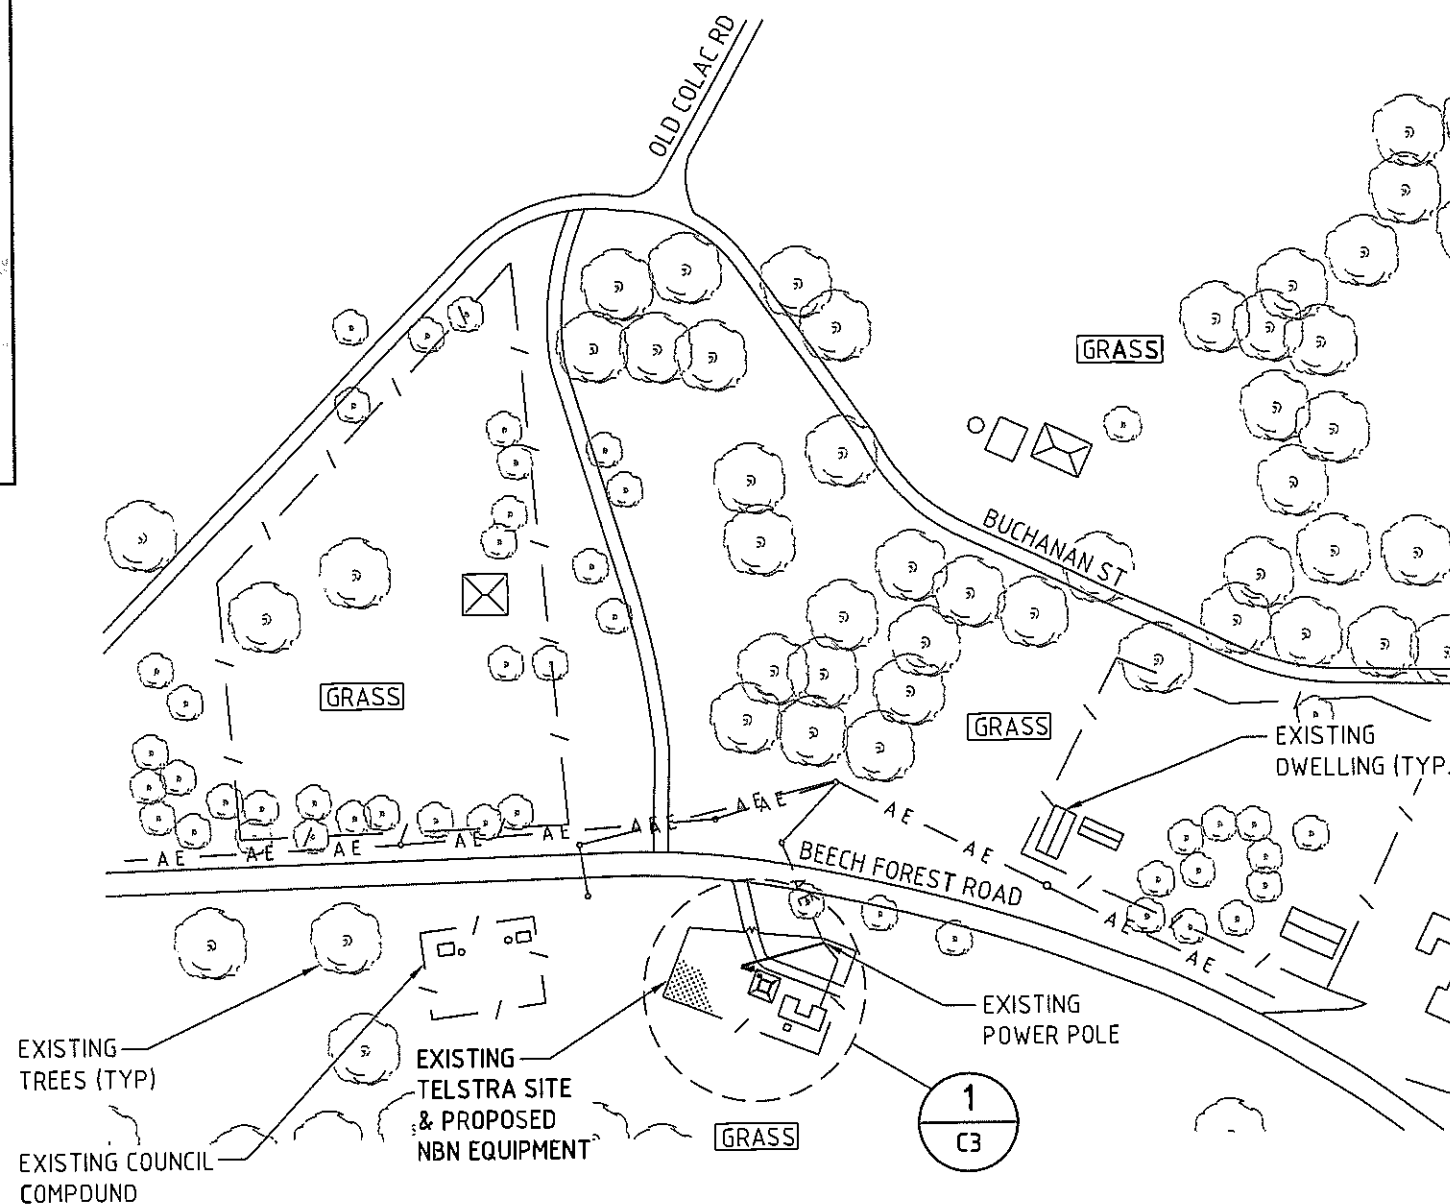 OLD COLAC RD
GRASS
BUCHANAN ST
GRASS
GRASS
EXISTING
DWELLING (TYP.
A E
A E
A E
A E
A E
A E
A E
A E
A E
A E
A E
A E
BEECH FOREST ROAD
EXISTING
POWER POLE
EXISTING
TREES (TYP)
EXISTING
TELSTRA SITE
& PROPOSED
NBN EQUIPMENT
1
C3
GRASS
EXISTING COUNCIL
COMPOUND